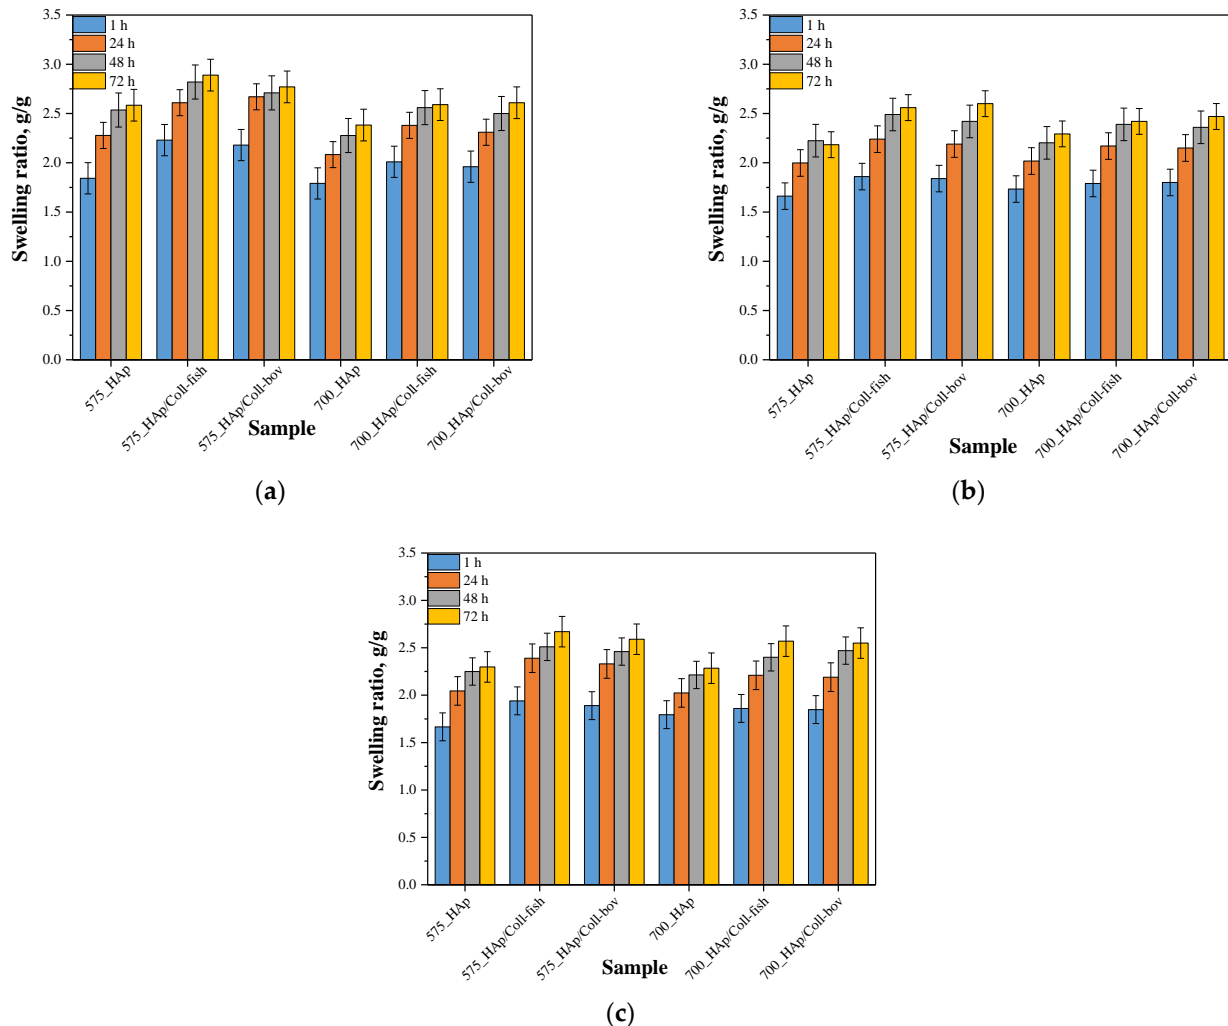 3.5
3.0
2.5
2.0
1.5
1.0
0.5
0.0
Swelling ratio, g/g
1 h
24 h
48 h
72 h
575_HAp
575_HAp/Coll-fish
575_HAp/Coll-bov
700_HAp
700_HAp/Coll-fish
700_HAp/Coll-bov
Sample
(a)
3.5
3.0
2.5
2.0
1.5
1.0
0.5
0.0
Swelling ratio, g/g
1 h
24 h
48 h
72 h
575_HAp
575_HAp/Coll-fish
575_HAp/Coll-bov
700_HAp
700_HAp/Coll-fish
700_HAp/Coll-bov
Sample
(b)
3.5
3.0
2.5
2.0
1.5
1.0
0.5
0.0
Swelling ratio, g/g
1 h
24 h
48 h
72 h
575_HAp
575_HAp/Coll-fish
575_HAp/Coll-bov
700_HAp
700_HAp/Coll-fish
700_HAp/Coll-bov
Sample
(c)